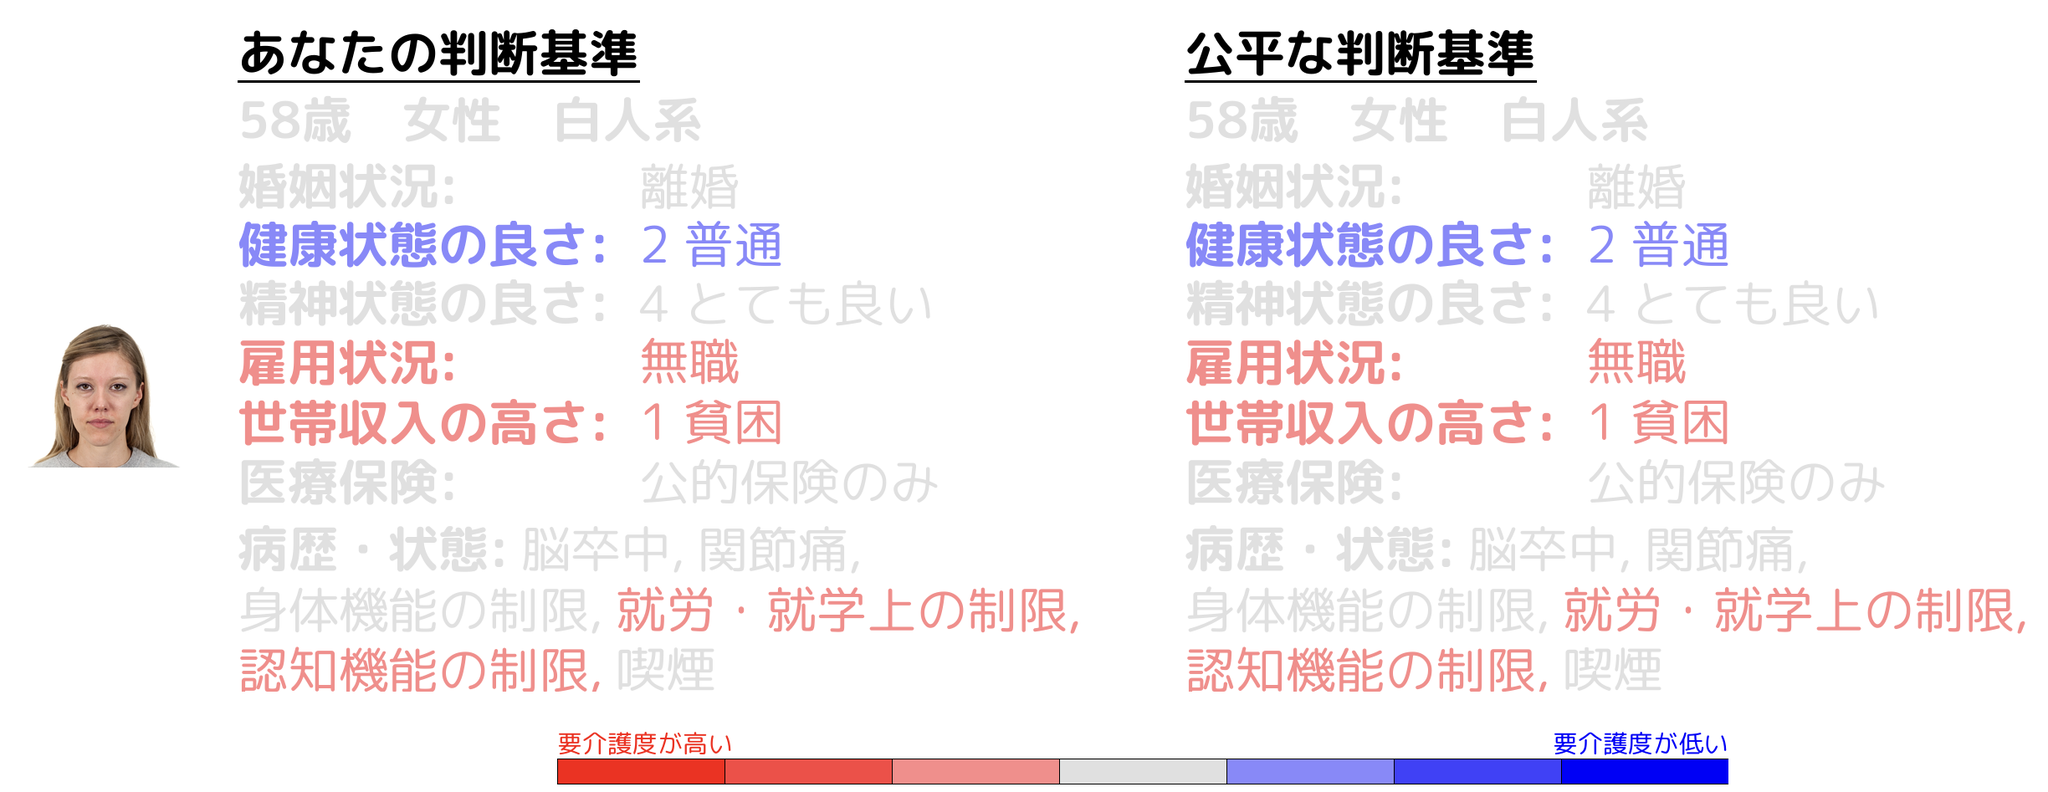 あなたの判断基準
58歳　女性　白人系
婚姻状況: 離婚
健康状態の良さ: 2 普通
精神状態の良さ: 4 とても良い
雇用状況: 無職
世帯収入の高さ: 1 貧困
医療保険: 公的保険のみ
病歴・状態: 脳卒中, 関節痛,
身体機能の制限, 就労・就学上の制限,
認知機能の制限, 喫煙
公平な判断基準
58歳　女性　白人系
婚姻状況: 離婚
健康状態の良さ: 2 普通
精神状態の良さ: 4 とても良い
雇用状況: 無職
世帯収入の高さ: 1 貧困
医療保険: 公的保険のみ
病歴・状態: 脳卒中, 関節痛,
身体機能の制限, 就労・就学上の制限,
認知機能の制限, 喫煙
要介護度が高い
要介護度が低い